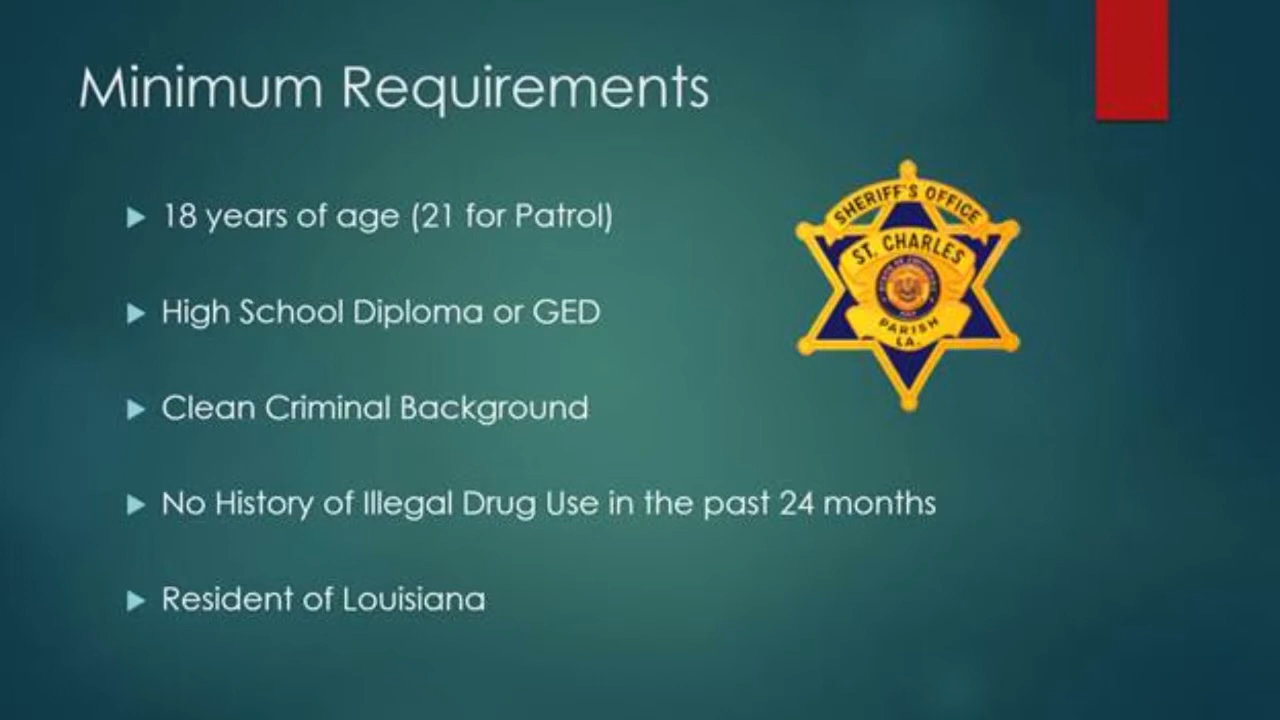 Minimum Requirements
18 years of age (21 for Patrol)
High School Diploma or GED
Clean Criminal Background
No History of Illegal Drug Use in the past 24 months
Resident of Louisiana
SHERIFF'S OFFICE
ST. CHARLES
PARISH
LA.